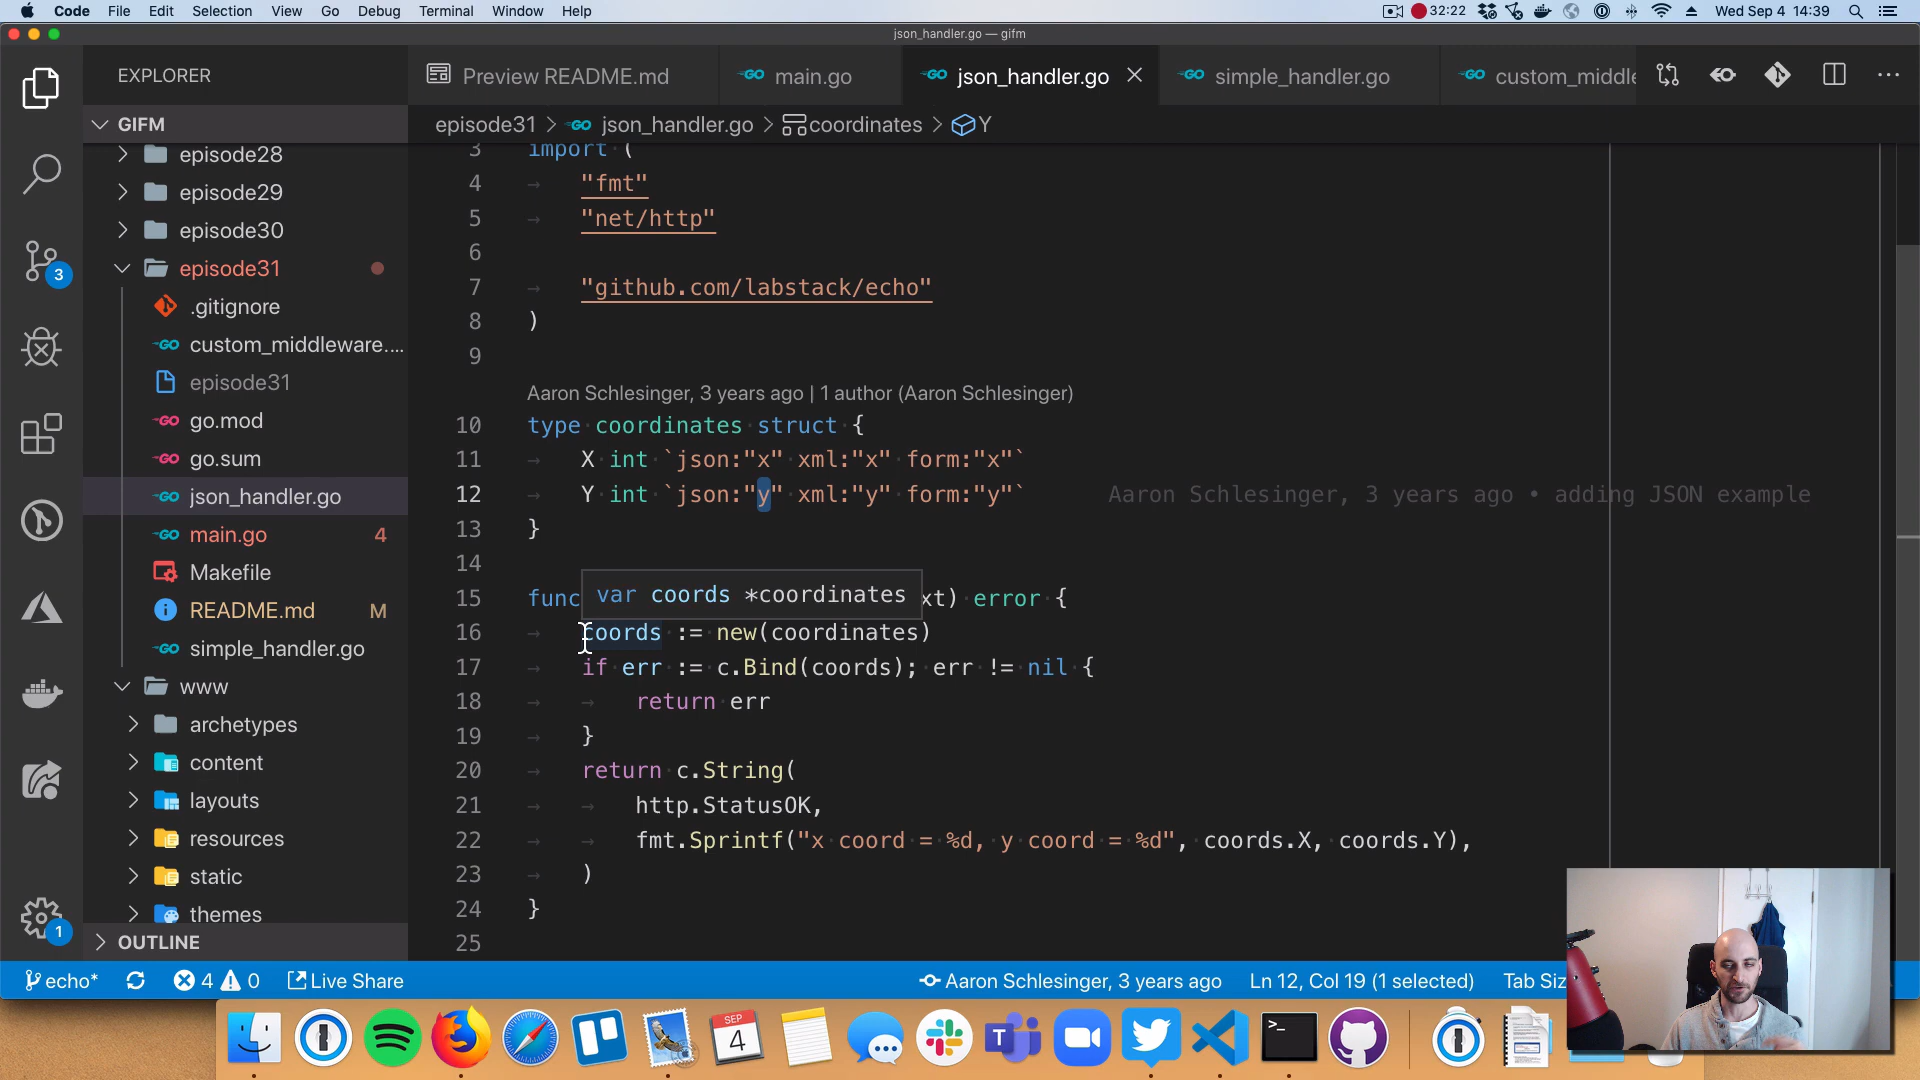 Code File Edit Selection View Go Debug Terminal Window Help 32:22 Wed Sep 4 14:39
json_handler.go — gifm
EXPLORER
Preview README.md main.go json_handler.go simple_handler.go custom_middle
GIFM
episode31 > json_handler.go > coordinates > Y
episode28
episode29
episode30
episode31
.gitignore
custom_middleware....
episode31
go.mod
go.sum
json_handler.go
main.go 4
Makefile
README.md M
simple_handler.go
www
archetypes
content
layouts
resources
static
themes
OUTLINE
3 import (
4 "fmt"
5 "net/http"
6
7 "github.com/labstack/echo"
8 )
9
Aaron Schlesinger, 3 years ago | 1 author (Aaron Schlesinger)
10 type coordinates struct {
11 X int `json:"x" xml:"x" form:"x"`
12 Y int `json:"y" xml:"y" form:"y"` Aaron Schlesinger, 3 years ago • adding JSON example
13 }
14
var coords *coordinates
15 func xt) error {
16 coords := new(coordinates)
17 if err := c.Bind(coords); err != nil {
18 return err
19 }
20 return c.String(
21 http.StatusOK,
22 fmt.Sprintf("x coord = %d, y coord = %d", coords.X, coords.Y),
23 )
24 }
25
3
1
echo* 4 0 Live Share Aaron Schlesinger, 3 years ago Ln 12, Col 19 (1 selected) Tab Siz
SEP
4